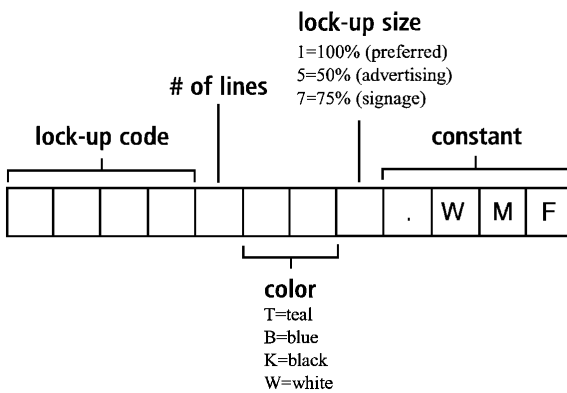 lock-up size
1=100% (preferred)
5=50% (advertising)
7=75% (signage)
# of lines
lock-up code
constant
. W M F
color
T=teal
B=blue
K=black
W=white